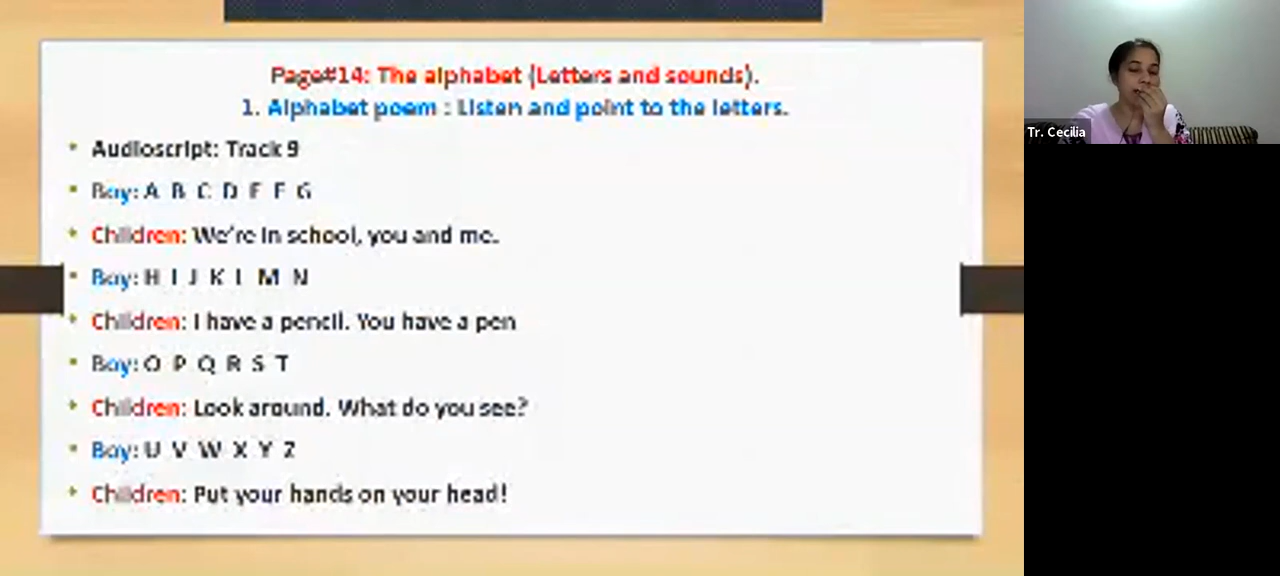 Page#14: The alphabet (Letters and sounds).
1. Alphabet poem : Listen and point to the letters.
Audioscript: Track 9
Boy: A B C D E F G
Children: We're in school, you and me.
Boy: H I J K L M N
Children: I have a pencil. You have a pen
Boy: O P Q R S T
Children: Look around. What do you see?
Boy: U V W X Y Z
Children: Put your hands on your head!
Tr. Cecilia